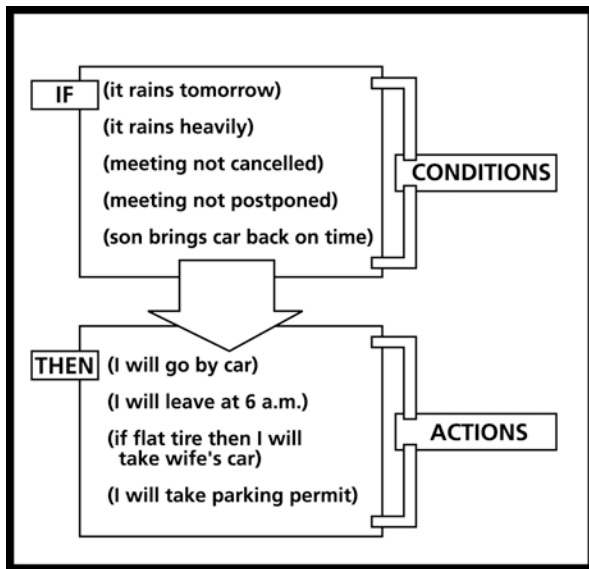 IF
(it rains tomorrow)
(it rains heavily)
(meeting not cancelled)
(meeting not postponed)
(son brings car back on time)
CONDITIONS
THEN
(I will go by car)
(I will leave at 6 a.m.)
(if flat tire then I will
take wife's car)
(I will take parking permit)
ACTIONS